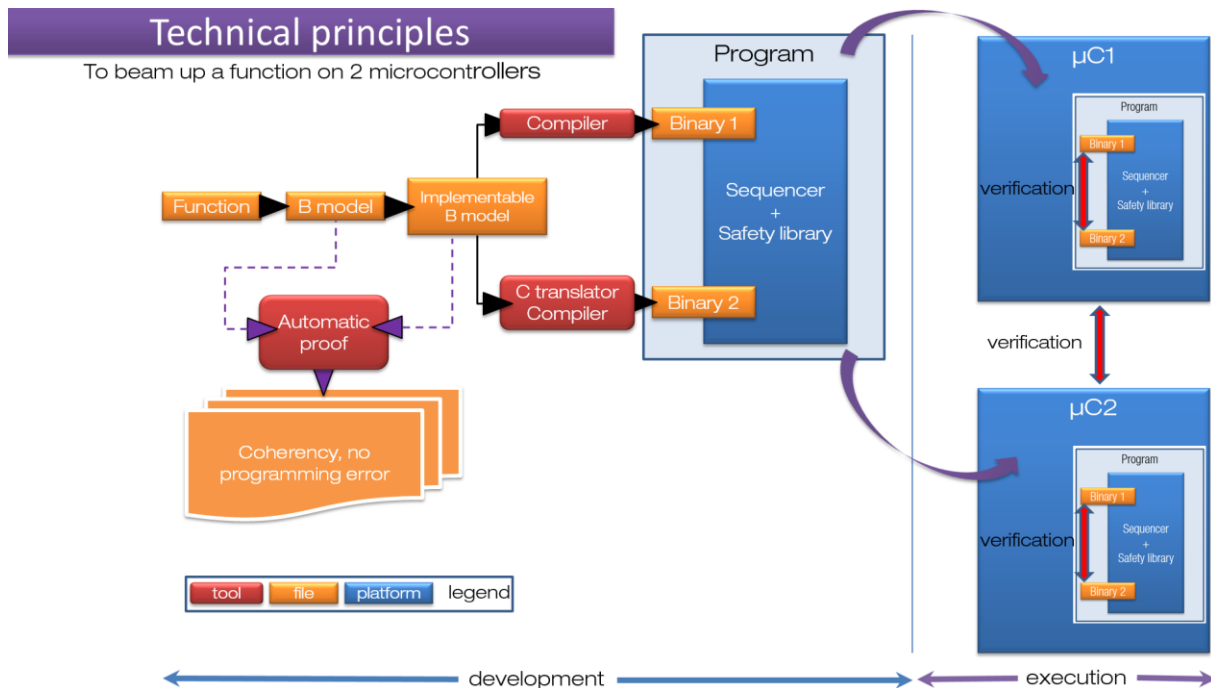 Technical principles
To beam up a function on 2 microcontrollers
Function
B model
Implementable
B model
Compiler
C translator
Compiler
Automatic
proof
Coherency, no
programming error
Program
Binary 1
Sequencer
+
Safety library
Binary 2
µC1
Program
Binary 1
verification
Sequencer
+
Safety library
Binary 2
verification
µC2
Program
Binary 1
verification
Sequencer
+
Safety library
Binary 2
tool
file
platform
legend
development
execution